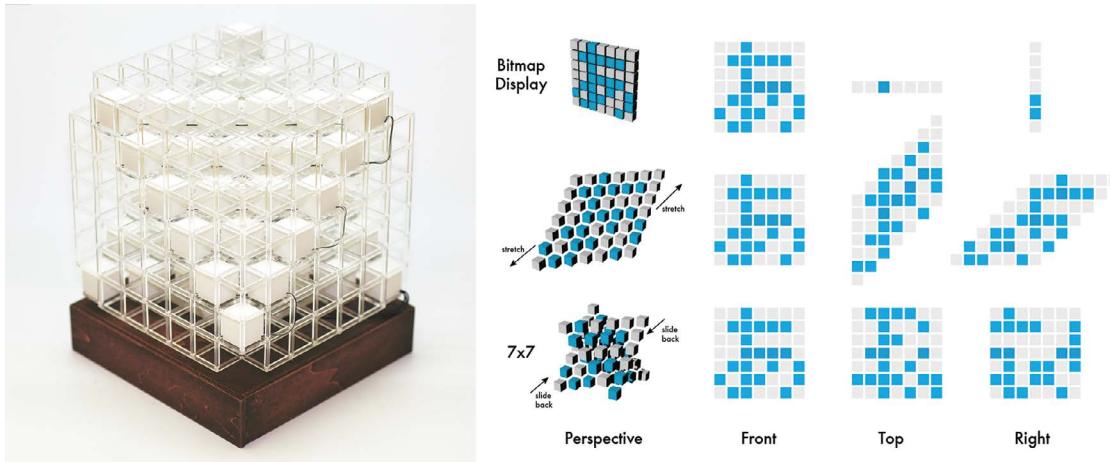 Bitmap
Display
stretch
stretch
7x7
slide
back
slide
back
Perspective
Front
Top
Right